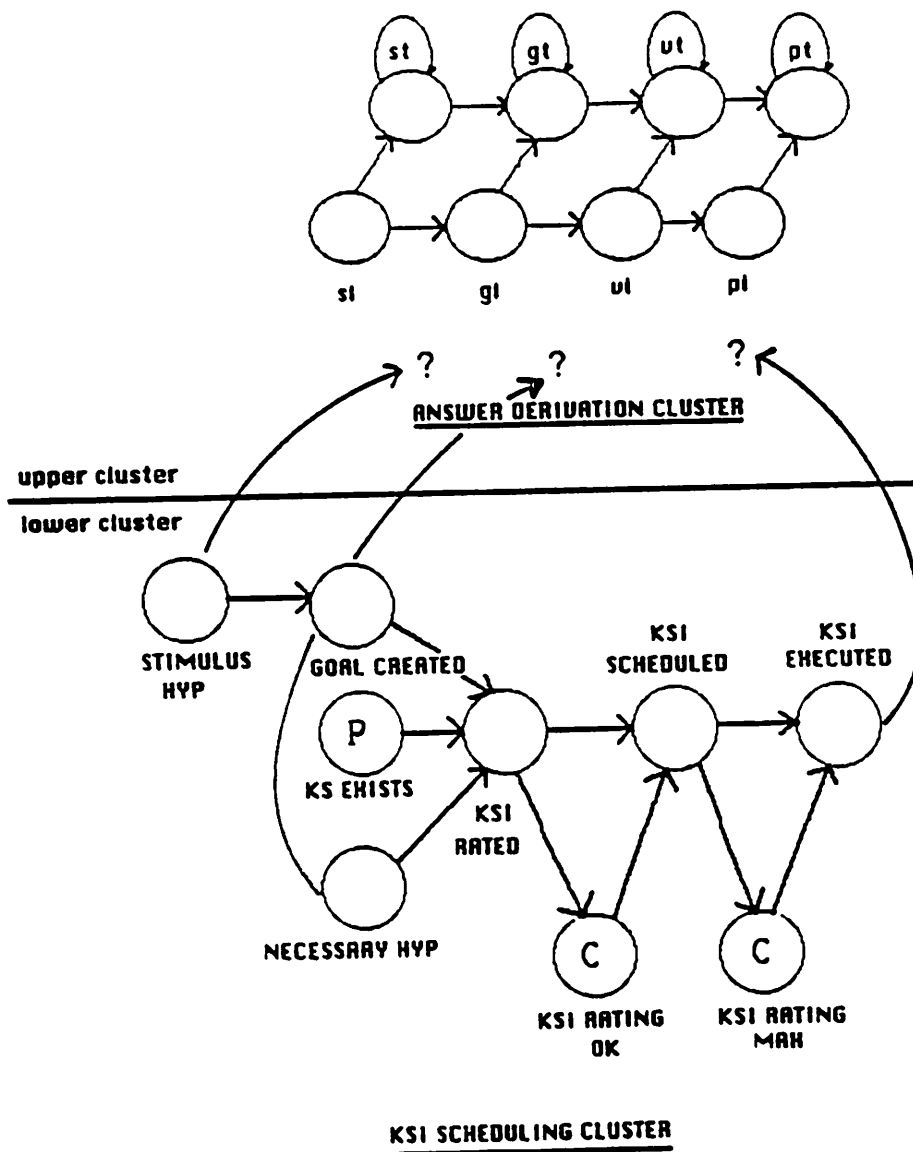 st gt vt pt
sl gl vl pl
? ? ?
ANSWER DERIVATION CLUSTER
upper cluster
lower cluster
STIMULUS
HYP
GOAL CREATED
KSI
SCHEDULED
KSI
EXECUTED
P
KS EXISTS
KSI
RATED
NECESSARY HYP
C
KSI RATING
OK
C
KSI RATING
MAX
KSI SCHEDULING CLUSTER